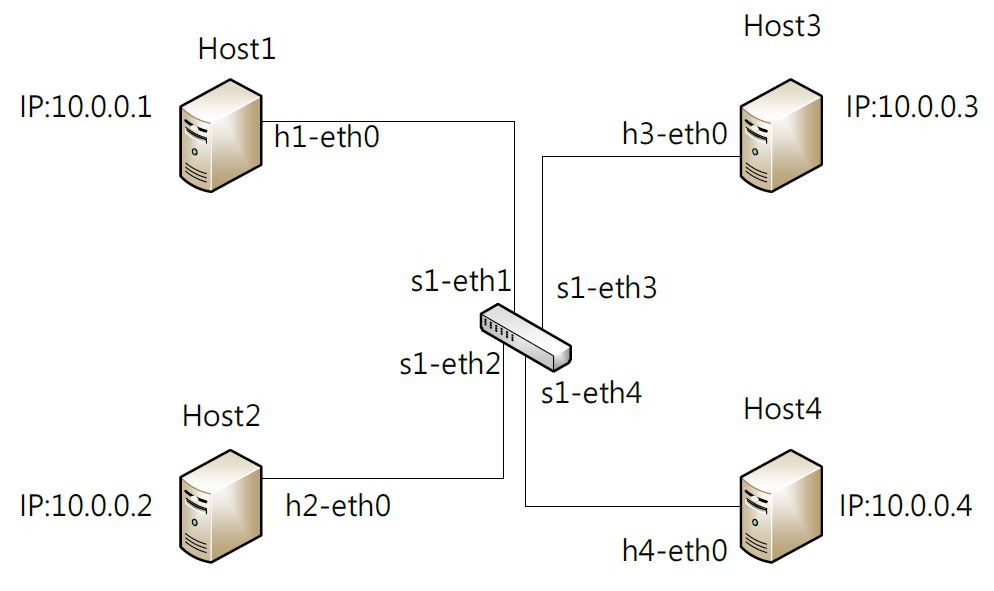 Host1
Host3
IP:10.0.0.1
IP:10.0.0.3
h1-eth0
h3-eth0
s1-eth1
s1-eth3
s1-eth2
s1-eth4
Host2
Host4
IP:10.0.0.2
h2-eth0
IP:10.0.0.4
h4-eth0